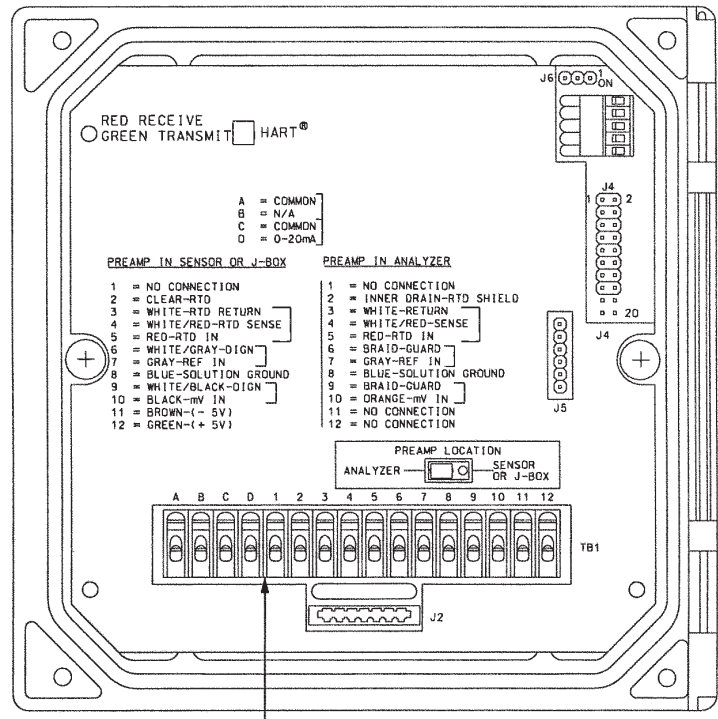 J6 1
ON
RED RECEIVE
GREEN TRANSMIT HART®
A = COMMON
B = N/A
C = COMMON
D = 0-20mA
J4
1 2
20
J4
J5
PREAMP IN SENSOR OR J-BOX
1 = NO CONNECTION
2 = CLEAR-RTD
3 = WHITE-RTD RETURN
4 = WHITE/RED-RTD SENSE
5 = RED-RTD IN
6 = WHITE/GRAY-DIGN
7 = GRAY-REF IN
8 = BLUE-SOLUTION GROUND
9 = WHITE/BLACK-DIGN
10 = BLACK-mV IN
11 = BROWN-(- 5V)
12 = GREEN-(+ 5V)
PREAMP IN ANALYZER
1 = NO CONNECTION
2 = INNER DRAIN-RTD SHIELD
3 = WHITE-RETURN
4 = WHITE/RED-SENSE
5 = RED-RTD IN
6 = BRAID-GUARD
7 = GRAY-REF IN
8 = BLUE-SOLUTION GROUND
9 = BRAID-GUARD
10 = ORANGE-mV IN
11 = NO CONNECTION
12 = NO CONNECTION
PREAMP LOCATION
ANALYZER
SENSOR
OR J-BOX
A B C D 1 2 3 4 5 6 7 8 9 10 11 12
TB1
J2